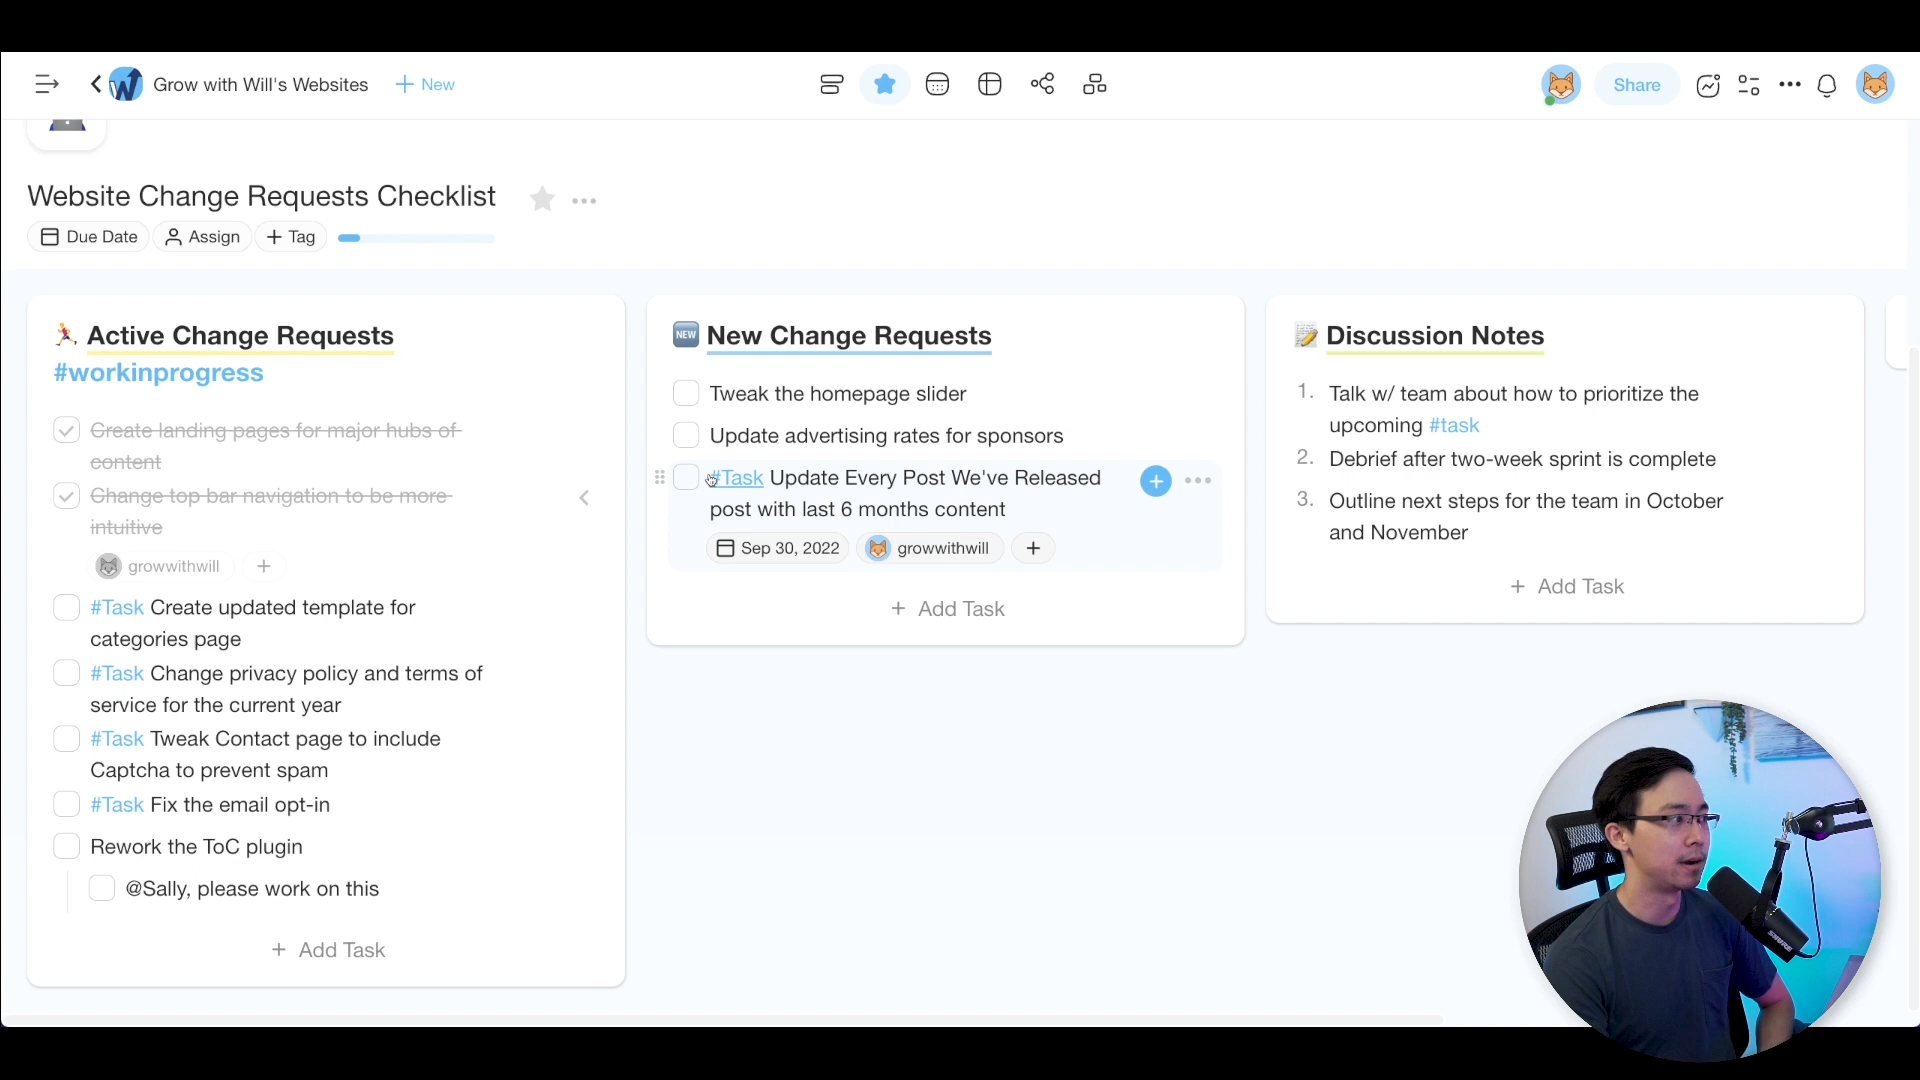 Grow with Will's Websites
New
Share
Website Change Requests Checklist
Due Date
Assign
Tag
Active Change Requests
#workinprogress
Create landing pages for major hubs of
content
Change top bar navigation to be more
intuitive
growwithwill
#Task Create updated template for
categories page
#Task Change privacy policy and terms of
service for the current year
#Task Tweak Contact page to include
Captcha to prevent spam
#Task Fix the email opt-in
Rework the ToC plugin
@Sally, please work on this
+ Add Task
NEW New Change Requests
Tweak the homepage slider
Update advertising rates for sponsors
#Task Update Every Post We've Released
post with last 6 months content
Sep 30, 2022
growwithwill
+ Add Task
Discussion Notes
1. Talk w/ team about how to prioritize the
upcoming #task
2. Debrief after two-week sprint is complete
3. Outline next steps for the team in October
and November
+ Add Task
SHURE